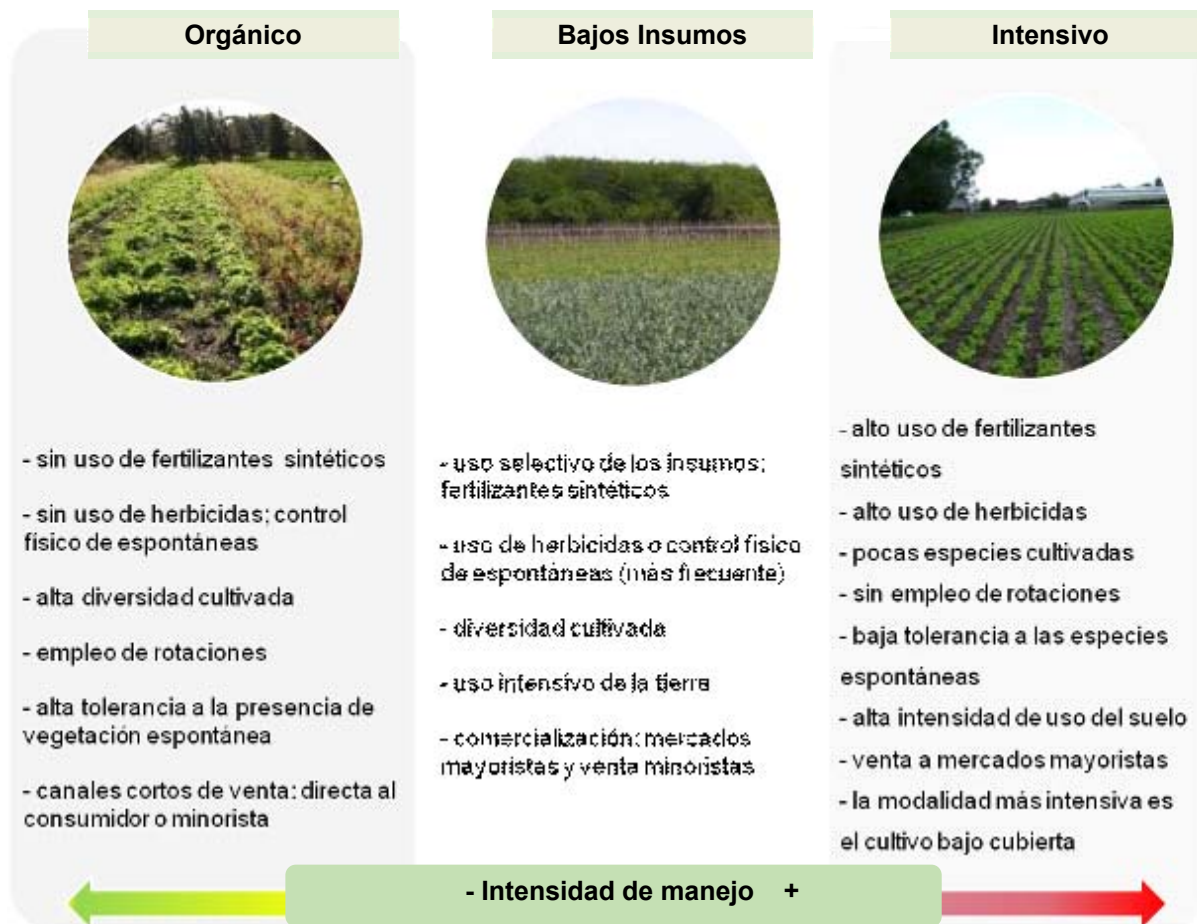 Orgánico
Bajos Insumos
Intensivo
- sin uso de fertilizantes sintéticos
- sin uso de herbicidas; control
físico de espontáneas
- alta diversidad cultivada
- empleo de rotaciones
- alta tolerancia a la presencia de
vegetación espontánea
- canales cortos de venta: directa al
consumidor o minorista
- uso selectivo de los insumos;
fertilizantes sintéticos
- uso de herbicidas o control físico
de espontáneas (más frecuente)
- diversidad cultivada
- uso intensivo de la tierra
- comercialización: mercados
mayoristas y venta minoristas
- alto uso de fertilizantes
sintéticos
- alto uso de herbicidas
- pocas especies cultivadas
- sin empleo de rotaciones
- baja tolerancia a las especies
espontáneas
- alta intensidad de uso del suelo
- venta a mercados mayoristas
- la modalidad más intensiva es
el cultivo bajo cubierta
- Intensidad de manejo +